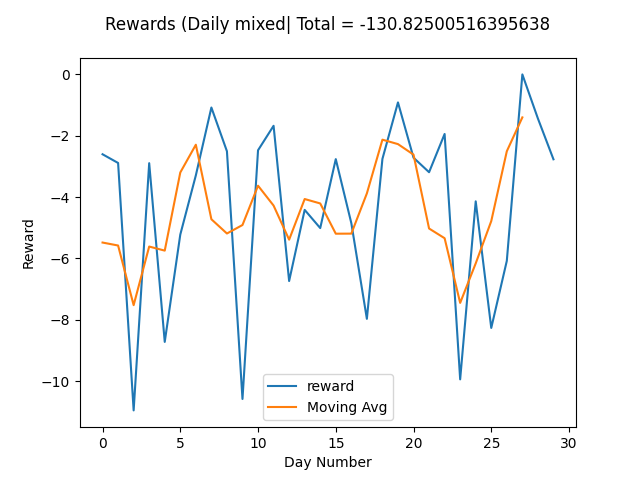 Rewards (Daily mixed| Total = -130.82500516395638
0
−2
−4
−6
−8
−10
Reward
reward
Moving Avg
0 5 10 15 20 25 30
Day Number